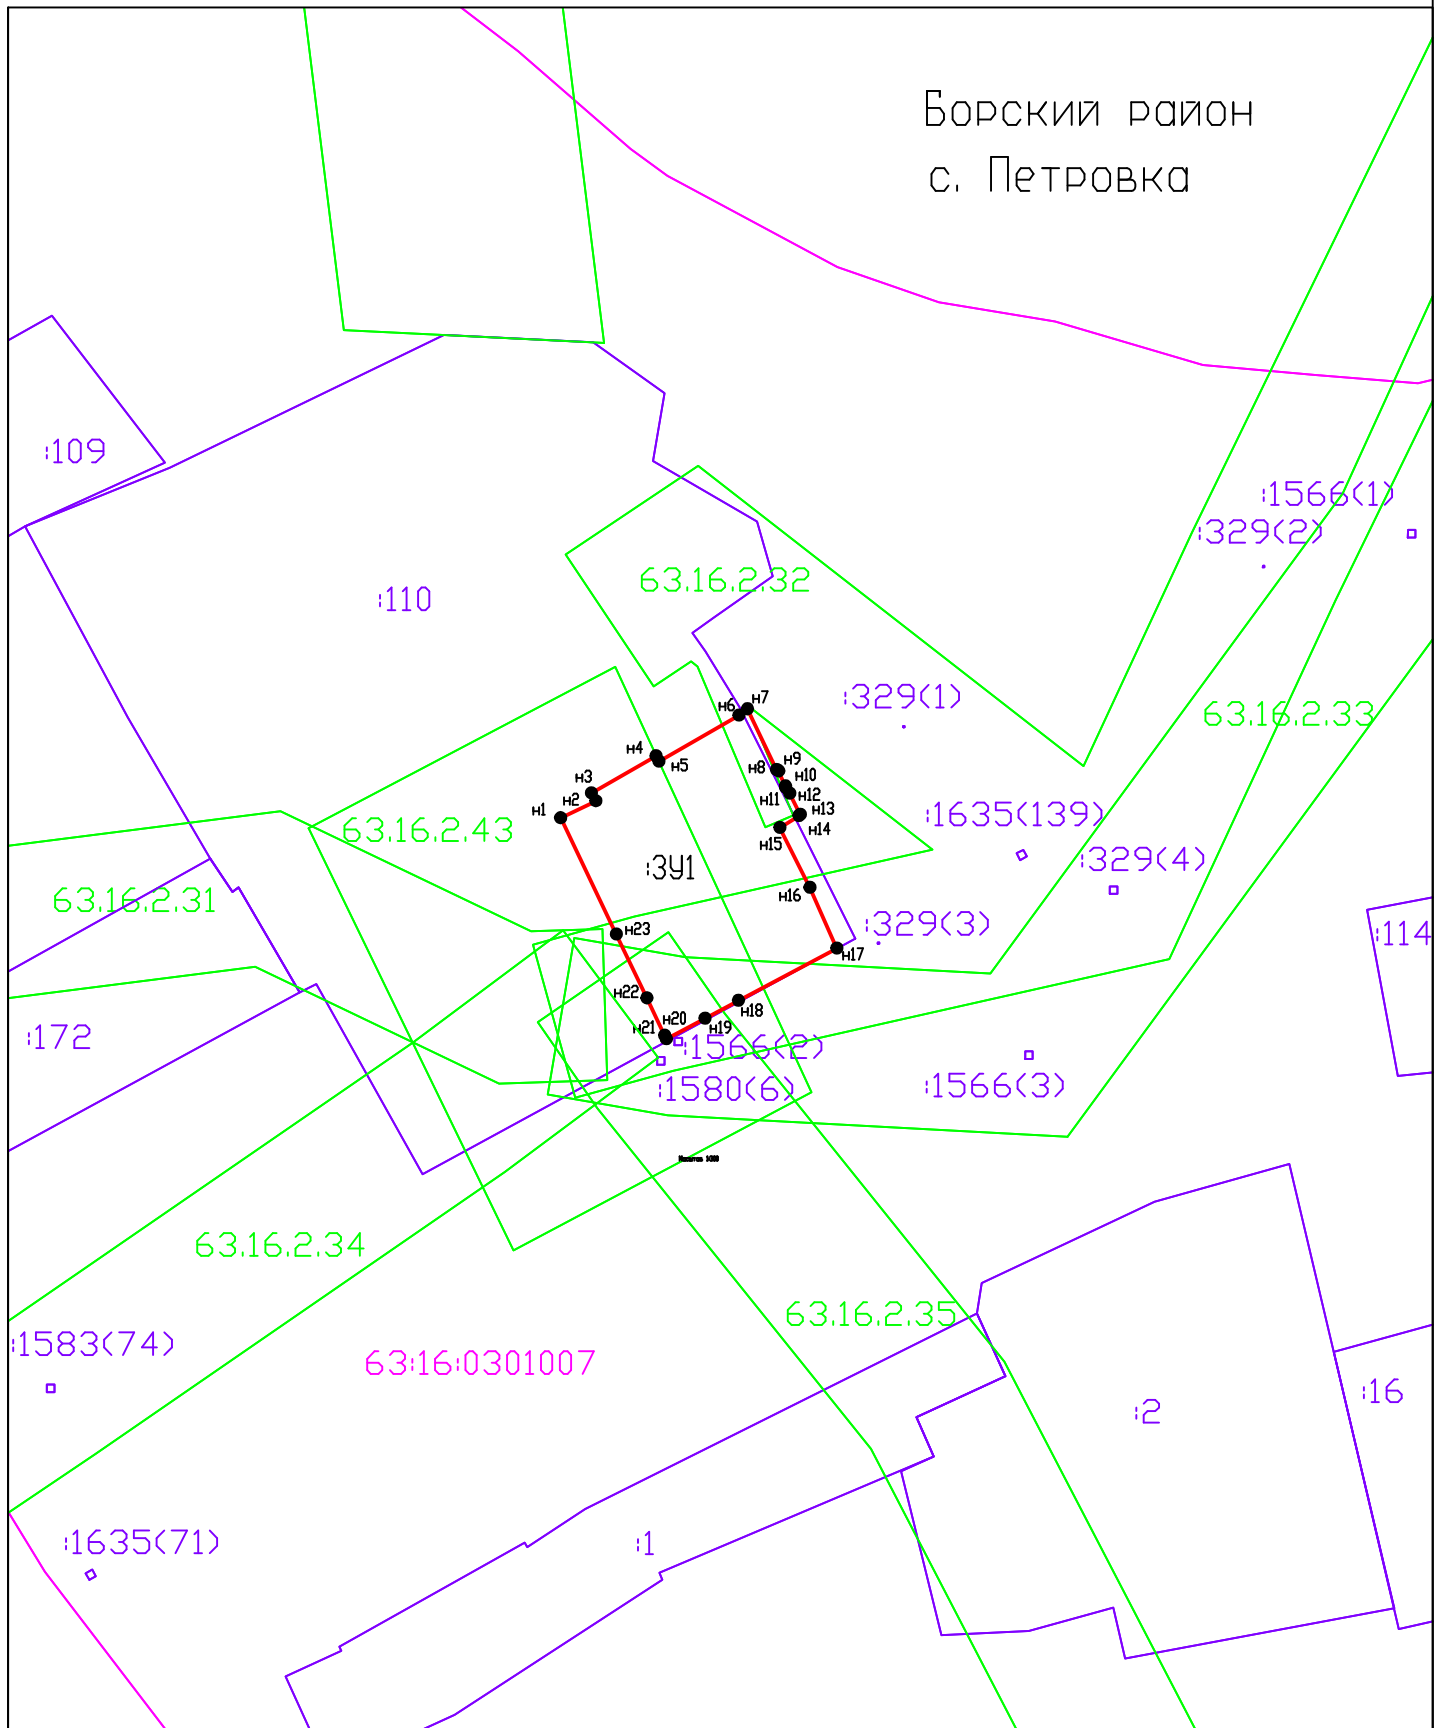 Борский район
с. Петровка
:109
:1566(1)
:329(2)
63.16.2.32
:110
:329(1)
63.16.2.33
н7
н6
н4
н5
н9
н8
н3
н10
н2
н11
н12
н1
н13
н14
:1635(139)
63.16.2.43
н15
:329(4)
:ЗУ1
н16
63.16.2.31
:329(3)
:114
н23
н17
н22
н18
н20
н21
н19
:172
:1566(2)
:1580(6)
:1566(3)
63.16.2.34
63.16.2.35
:1583(74)
63:16:0301007
:16
:2
:1635(71)
:1